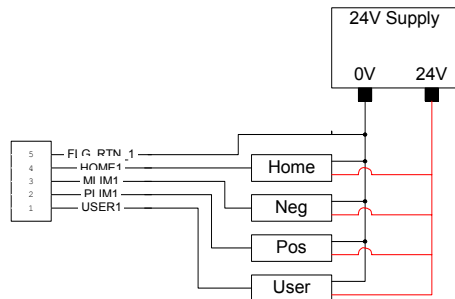 24V Supply
0V 24V
5 FLG_RTN_1
4 HOME1
3 MLIM1
2 PLIM1
1 USER1
Home
Neg
Pos
User